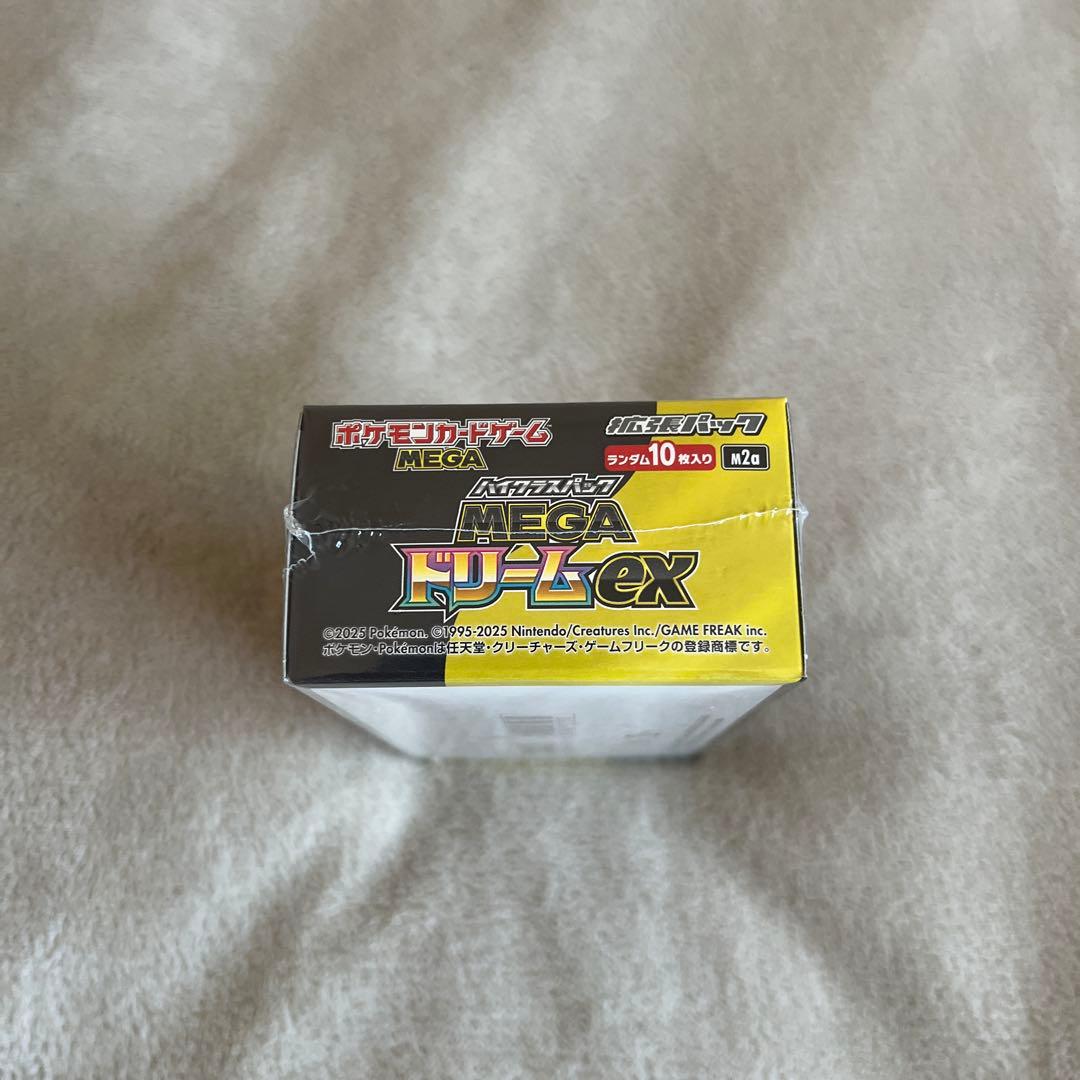 ポケモンカードゲーム
MEGA
拡張パック
ランダム10枚入り M2a
ハイクラスパック
MEGA
ドリームex
©2025 Pokémon. ©1995-2025 Nintendo/Creatures Inc./GAME FREAK inc.
ポケモン・Pokémonは任天堂・クリーチャーズ・ゲームフリークの登録商標です。